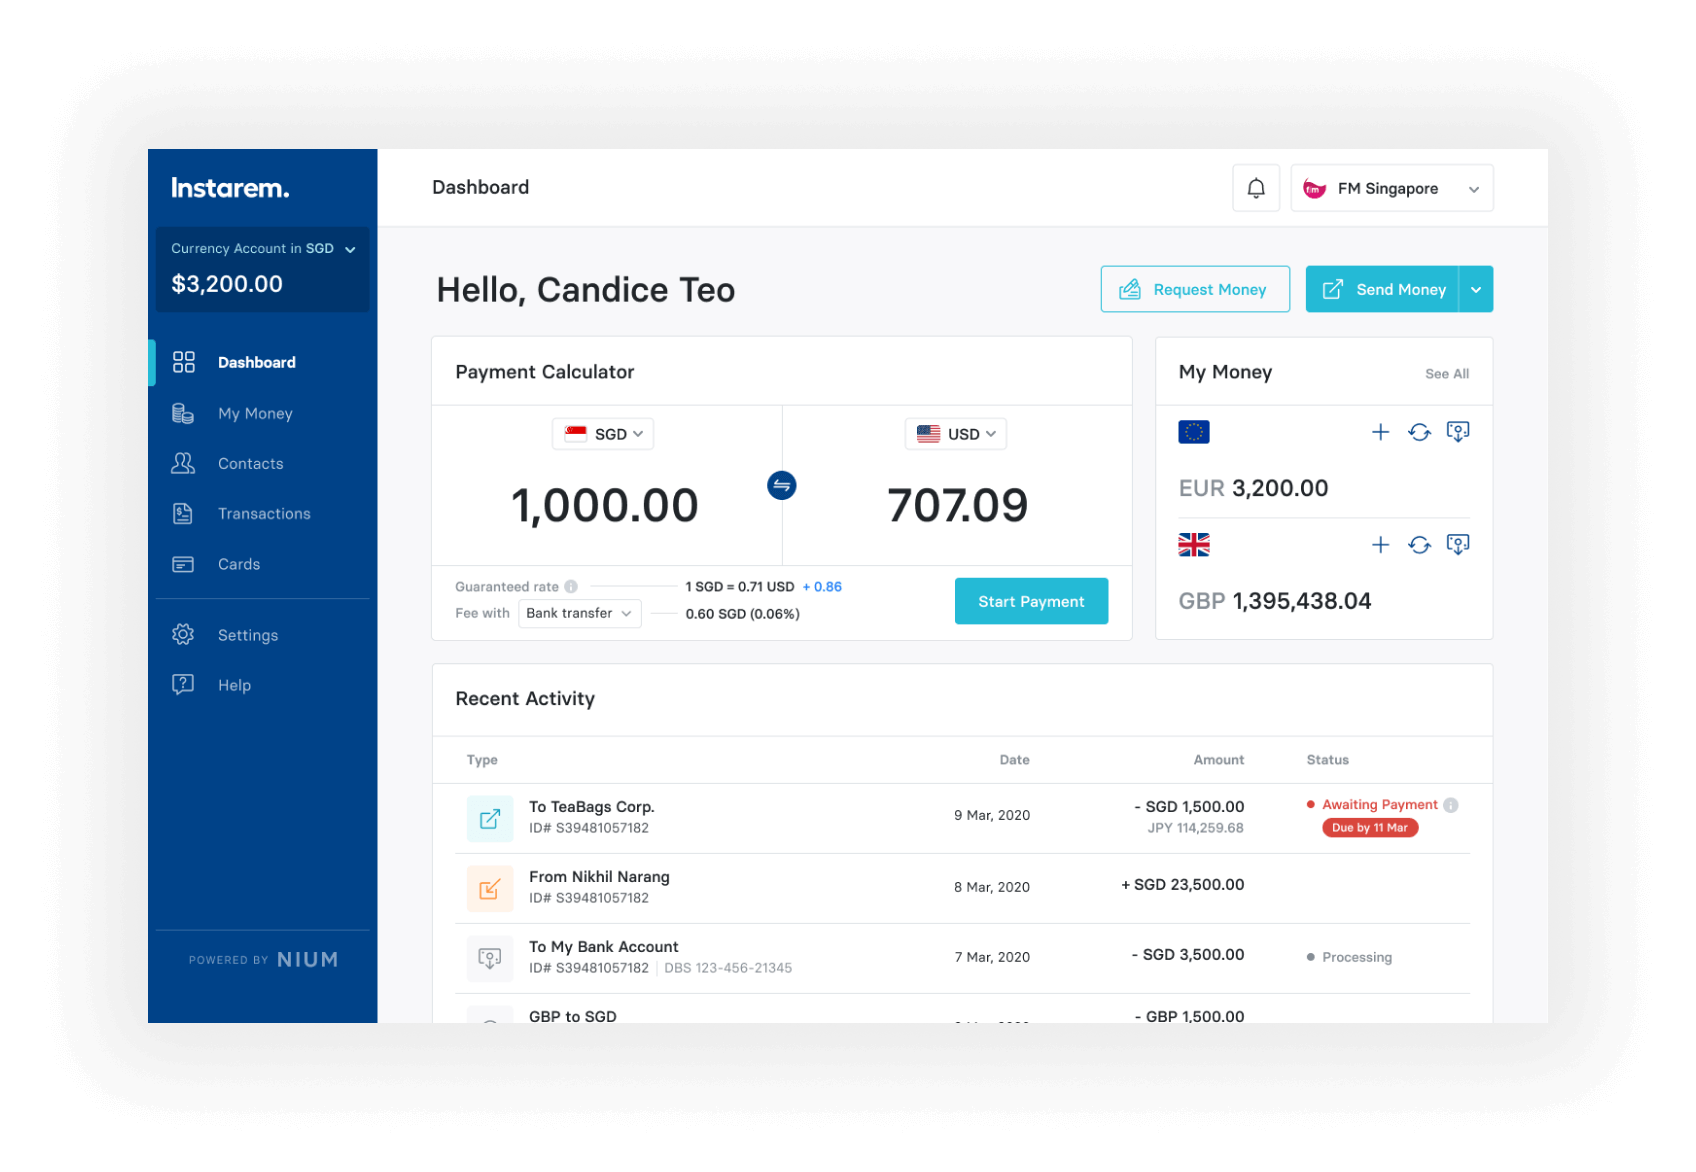 Instarem.
Dashboard
fm FM Singapore
Currency Account in SGD
$3,200.00
Hello, Candice Teo
Request Money
Send Money
Dashboard
My Money
Contacts
Transactions
Cards
Settings
Help
POWERED BY NIUM
Payment Calculator
SGD
USD
1,000.00
707.09
Guaranteed rate
1 SGD = 0.71 USD + 0.86
Fee with Bank transfer
0.60 SGD (0.06%)
Start Payment
My Money
See All
EUR 3,200.00
GBP 1,395,438.04
Recent Activity
Type Date Amount Status
To TeaBags Corp.
ID# S39481057182
9 Mar, 2020
- SGD 1,500.00
JPY 114,259.68
Awaiting Payment
Due by 11 Mar
From Nikhil Narang
ID# S39481057182
8 Mar, 2020
+ SGD 23,500.00
To My Bank Account
ID# S39481057182 DBS 123-456-21345
7 Mar, 2020
- SGD 3,500.00
Processing
GBP to SGD
- GBP 1,500.00